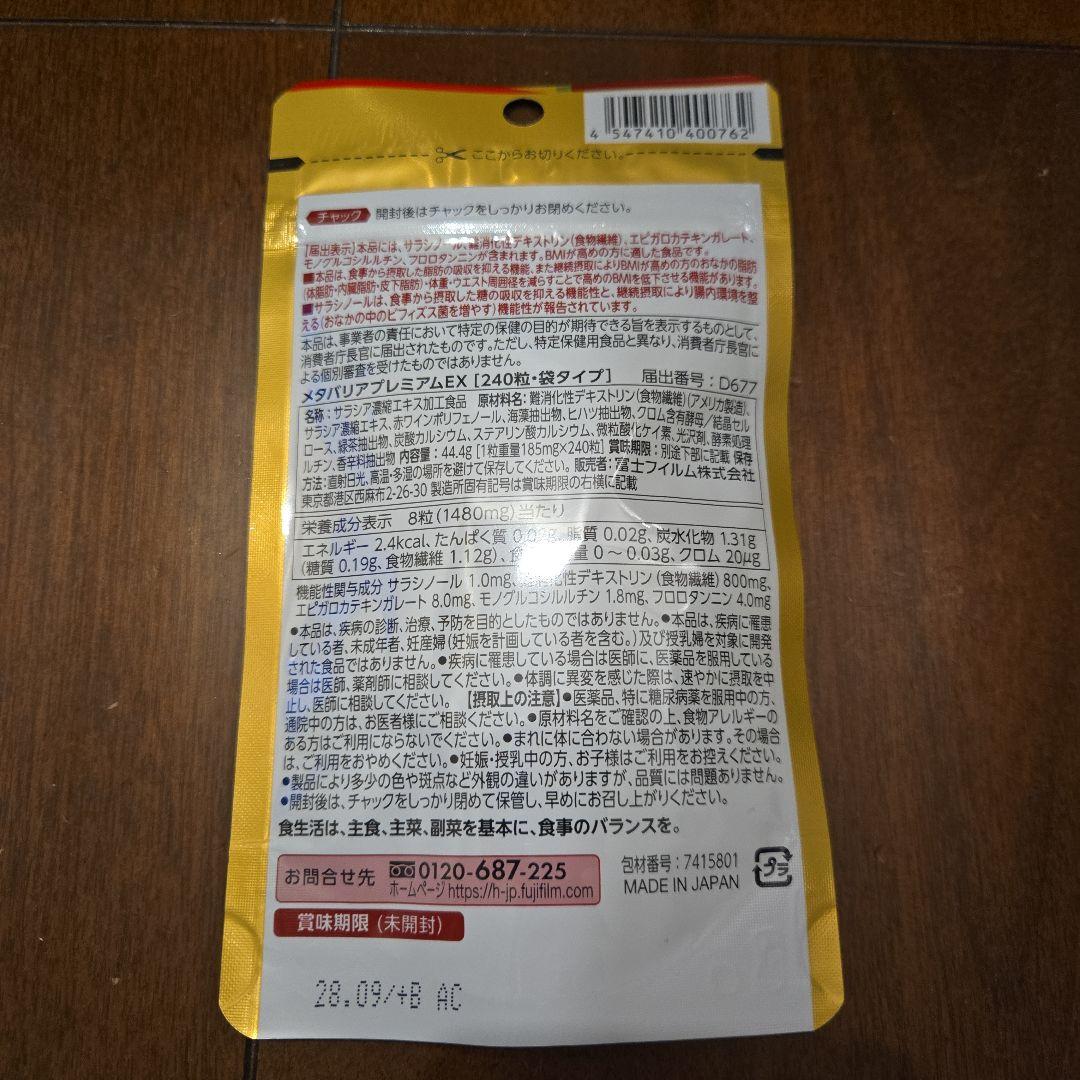 4 547410 400762
ここからお切りください。
チャック 開封後はチャックをしっかりお閉めください。
【届出表示】本品には、サラシノール、難消化性デキストリン(食物繊維)、エピガロカテキンガレート、
モノグルコシルルチン、フロロタンニンが含まれます。BMIが高めの方に適した食品です。
■本品は、食事から摂取した脂肪の吸収を抑える機能、また継続摂取によりBMIが高めの方のおなかの脂肪
(体脂肪・内臓脂肪・皮下脂肪)・体重・ウエスト周囲径を減らすことで高めのBMIを低下させる機能があります。
■サラシノールは、食事から摂取した糖の吸収を抑える機能性と、継続摂取により腸内環境を整
える(おなかの中のビフィズス菌を増やす)機能性が報告されています。
本品は、事業者の責任において特定の保健の目的が期待できる旨を表示するものとして、
消費者庁長官に届出されたものです。ただし、特定保健用食品と異なり、消費者庁長官に
よる個別審査を受けたものではありません。
メタバリアプレミアムEX [240粒・袋タイプ] 届出番号:D677
名称:サラシア濃縮エキス加工食品 原材料名:難消化性デキストリン(食物繊維)(アメリカ製造)、
サラシア濃縮エキス、赤ワインポリフェノール、海藻抽出物、ヒハツ抽出物、クロム含有酵母/結晶セル
ロース、緑茶抽出物、炭酸カルシウム、ステアリン酸カルシウム、微粒酸化ケイ素、光沢剤、酵素処理
ルチン、香辛料抽出物 内容量:44.4g[1粒重量185mg×240粒] 賞味期限:別途下部に記載 保存
方法:直射日光、高温・多湿の場所を避けて保存してください。販売者:富士フイルム株式会社
東京都港区西麻布2-26-30 製造所固有記号は賞味期限の右横に記載
栄養成分表示 8粒(1480mg)当たり
エネルギー 2.4kcal、たんぱく質 脂質 0.02g、炭水化物 1.31g
(糖質 0.19g、食物繊維 1.12g)、食 量 0〜0.03g、クロム 20μg
機能性関与成分 サラシノール 1.0mg、難消化性デキストリン(食物繊維) 800mg、
エピガロカテキンガレート 8.0mg、モノグルコシルルチン 1.8mg、フロロタンニン 4.0mg
●本品は、疾病の診断、治療、予防を目的としたものではありません。●本品は、疾病に罹患
している者、未成年者、妊産婦(妊娠を計画している者を含む。)及び授乳婦を対象に開発
された食品ではありません。●疾病に罹患している場合は医師に、医薬品を服用している
場合は医師、薬剤師に相談してください。●体調に異変を感じた際は、速やかに摂取を中
止し、医師に相談してください。【摂取上の注意】●医薬品、特に糖尿病薬を服用中の方、
通院中の方は、お医者様にご相談ください。●原材料名をご確認の上、食物アレルギーの
ある方はご利用にならないでください。●まれに体に合わない場合があります。その場合
は、ご利用をおやめください。●妊娠・授乳中の方、お子様はご利用をお控えください。
●製品により多少の色や斑点など外観の違いがありますが、品質には問題ありません。
●開封後は、チャックをしっかり閉めて保管し、早めにお召し上がりください。
食生活は、主食、主菜、副菜を基本に、食事のバランスを。
お問合せ先 0120-687-225
ホームページ https://h-jp.fujifilm.com
包材番号:7415801
MADE IN JAPAN
プラ
賞味期限(未開封)
28.09/+B AC